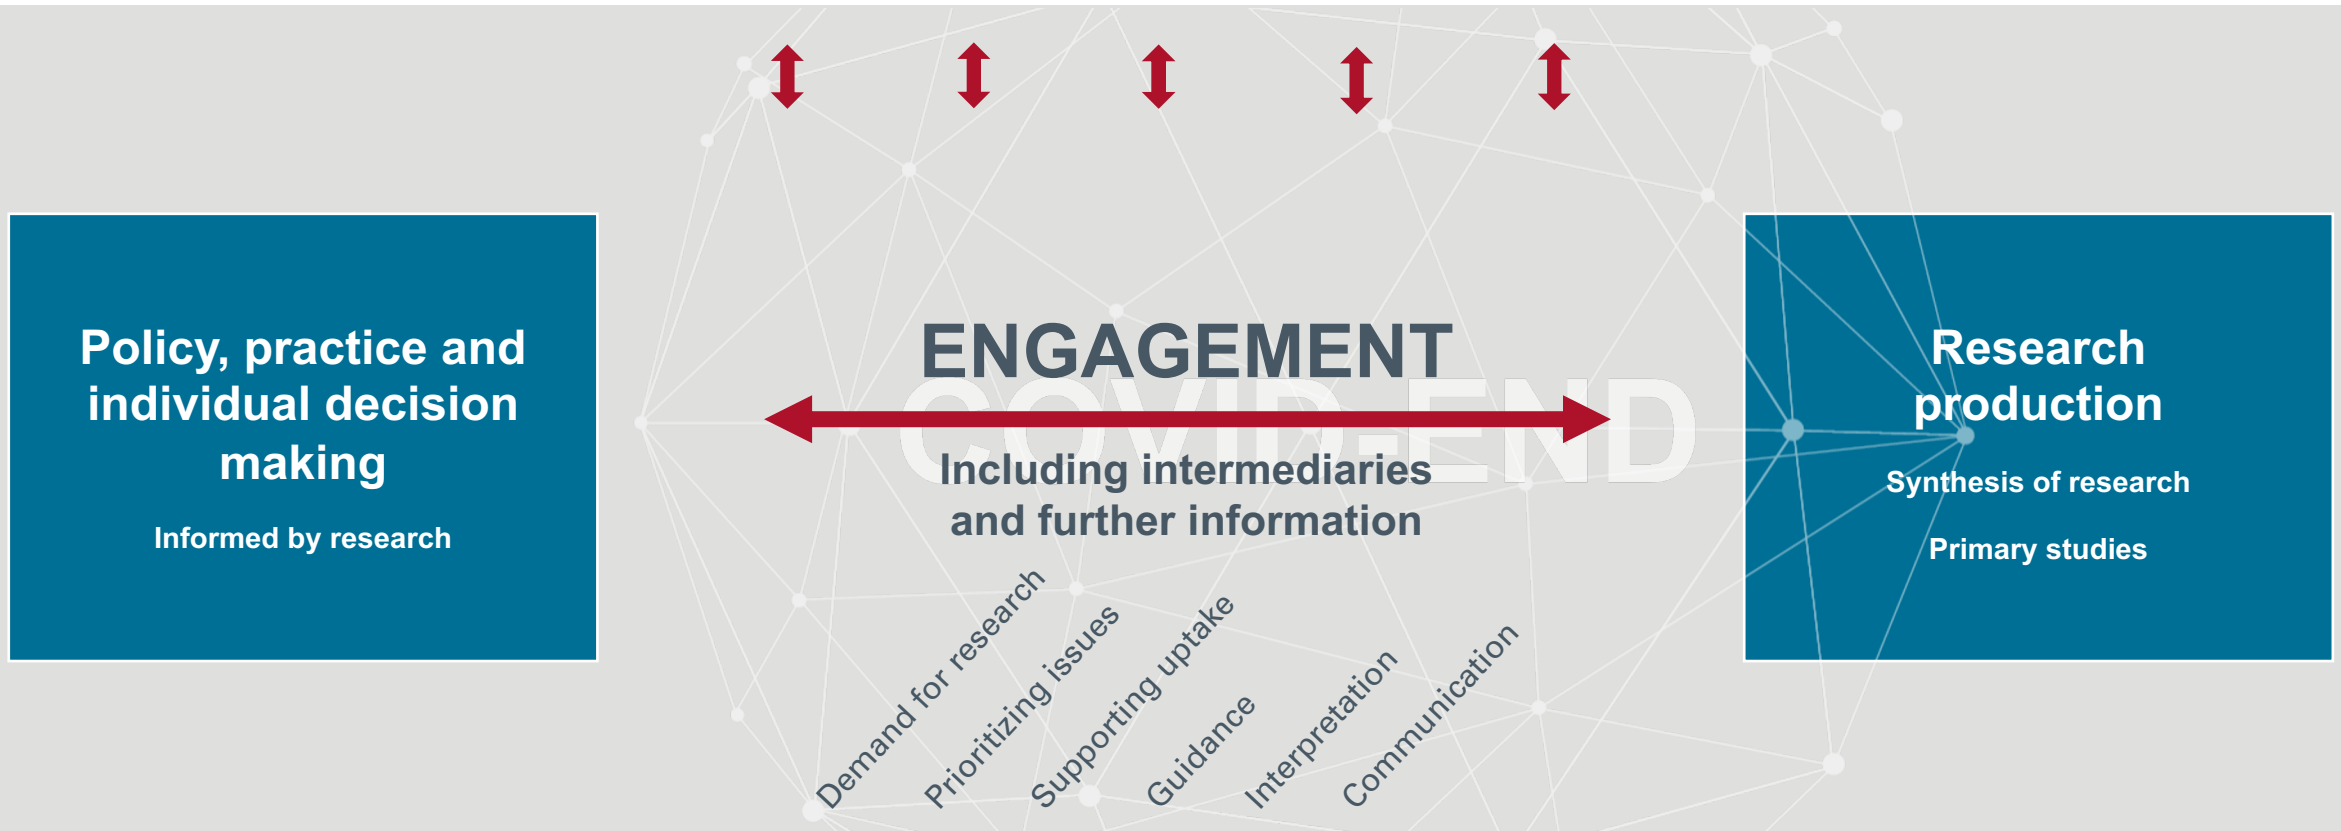 Policy, practice and
individual decision
making
Informed by research
ENGAGEMENT
COVID-END
Including intermediaries
and further information
Demand for research
Prioritizing issues
Supporting uptake
Guidance
Interpretation
Communication
Research
production
Synthesis of research
Primary studies